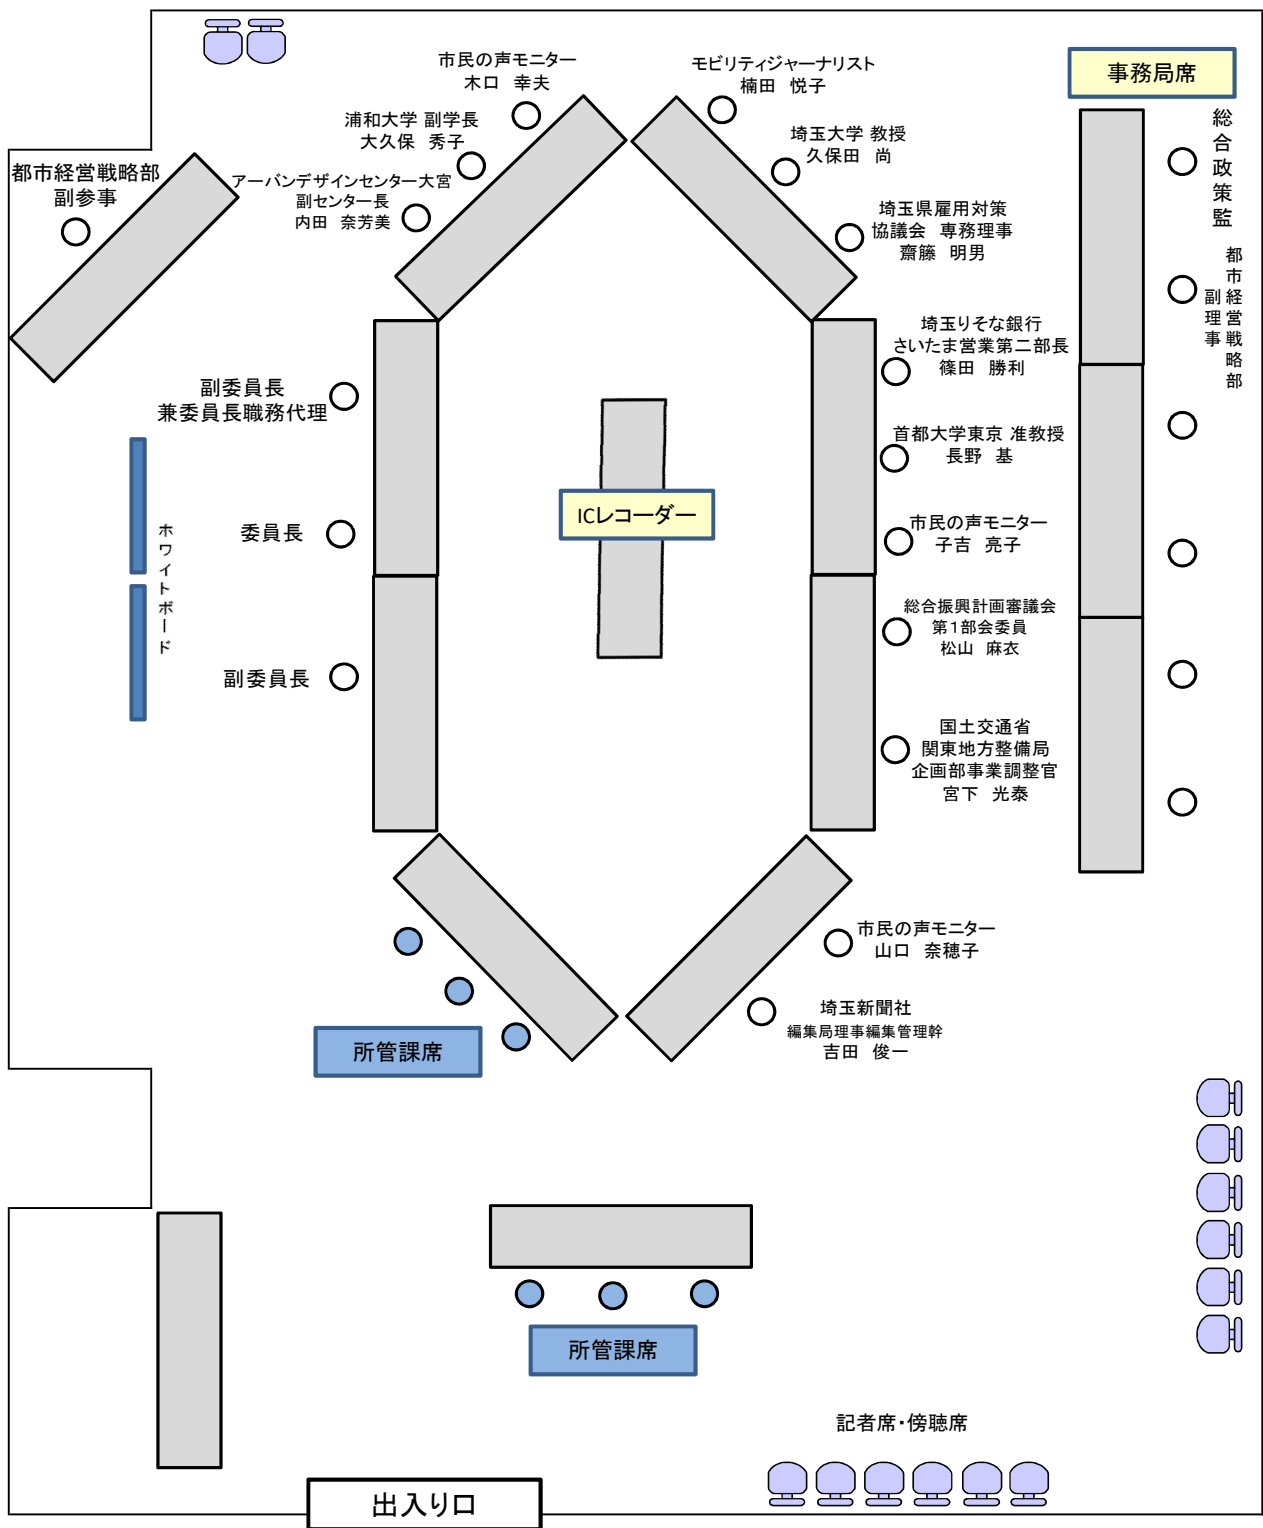 市民の声モニター
木口 幸夫
モビリティジャーナリスト
楠田 悦子
事務局席
浦和大学 副学長
大久保 秀子
埼玉大学 教授
久保田 尚
総合政策監
都市経営戦略部
副参事
アーバンデザインセンター大宮
副センター長
内田 奈芳美
埼玉県雇用対策
協議会 専務理事
齋藤 明男
都市経営戦略部
副理事
埼玉りそな銀行
さいたま営業第二部長
篠田 勝利
副委員長
兼委員長職務代理
首都大学東京 准教授
長野 基
ICレコーダー
委員長
市民の声モニター
子吉 亮子
ホワイトボード
総合振興計画審議会
第1部会委員
松山 麻衣
副委員長
国土交通省
関東地方整備局
企画部事業調整官
宮下 光泰
市民の声モニター
山口 奈穂子
埼玉新聞社
編集局理事編集管理幹
吉田 俊一
所管課席
所管課席
記者席・傍聴席
出入り口